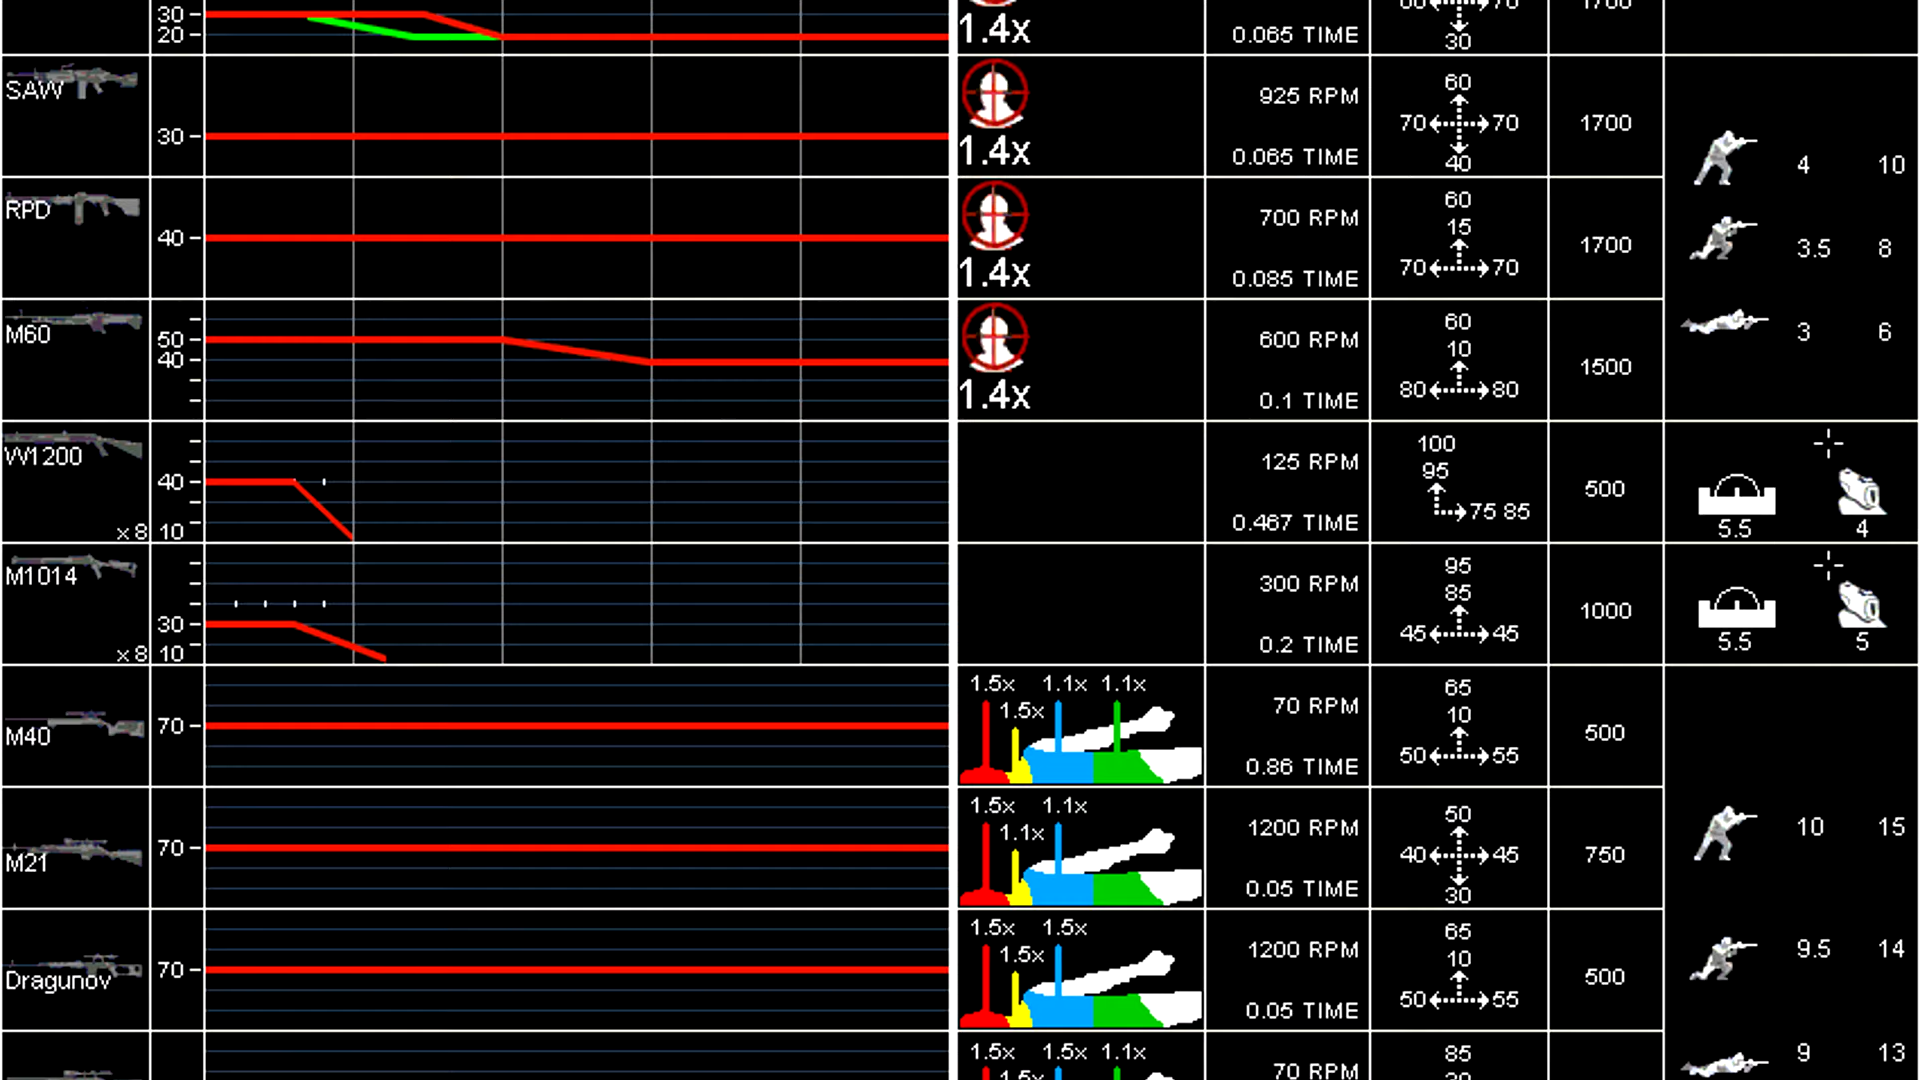 30
20
1.4x
0.065 TIME
30
SAW
30
1.4x
925 RPM
0.065 TIME
60
70 70
40
1700
RPD
40
1.4x
700 RPM
0.085 TIME
60
15
70 70
1700
4 10
3.5 8
3 6
M60
50
40
1.4x
600 RPM
0.1 TIME
60
10
80 80
1500
W1200
x8
40
10
125 RPM
0.467 TIME
100
95
75 85
500
5.5 4
M1014
x8
30
10
300 RPM
0.2 TIME
95
85
45 45
1000
5.5 5
M40
70
1.5x 1.1x 1.1x
1.5x
70 RPM
0.86 TIME
65
10
50 55
500
M21
70
1.5x 1.1x
1.1x
1200 RPM
0.05 TIME
50
40 45
30
750
10 15
Dragunov
70
1.5x 1.5x
1.5x
1200 RPM
0.05 TIME
65
10
50 55
500
9.5 14
1.5x 1.5x 1.1x
1.5x
70 RPM
85
9 13